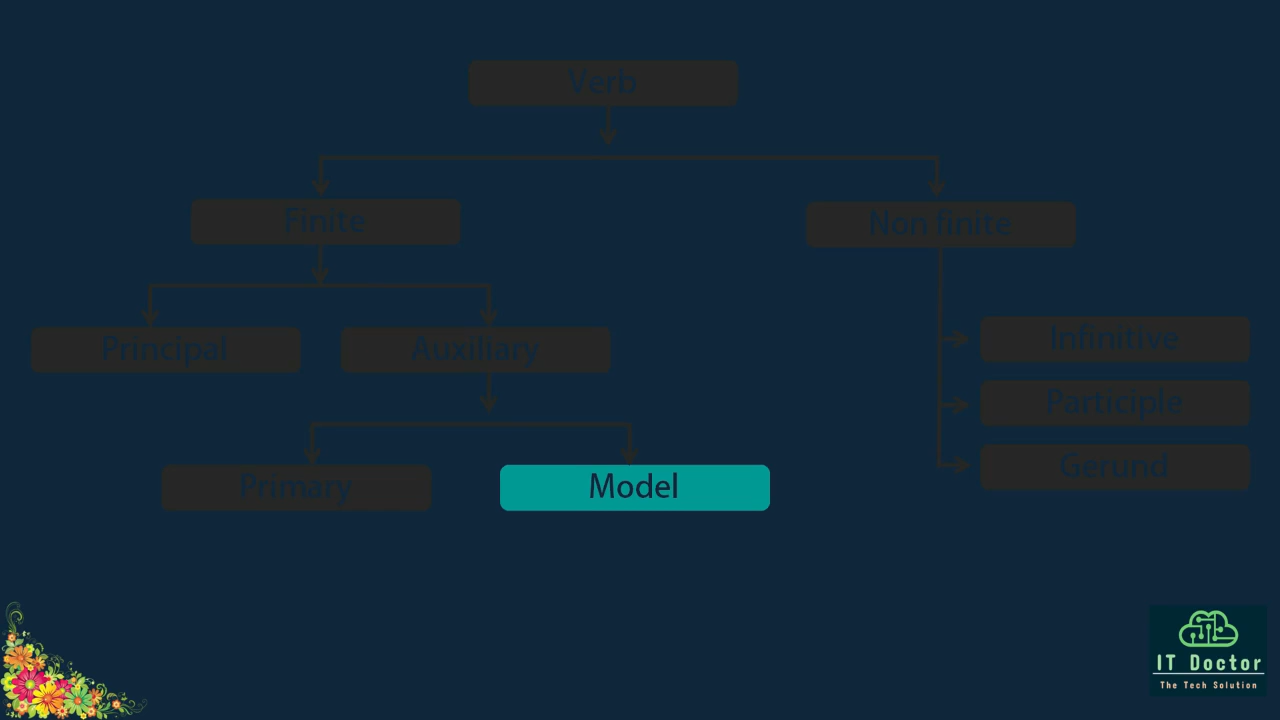 Verb
Finite
Non finite
Principal
Auxiliary
Infinitive
Participle
Gerund
Primary
Model
IT Doctor
The Tech Solution